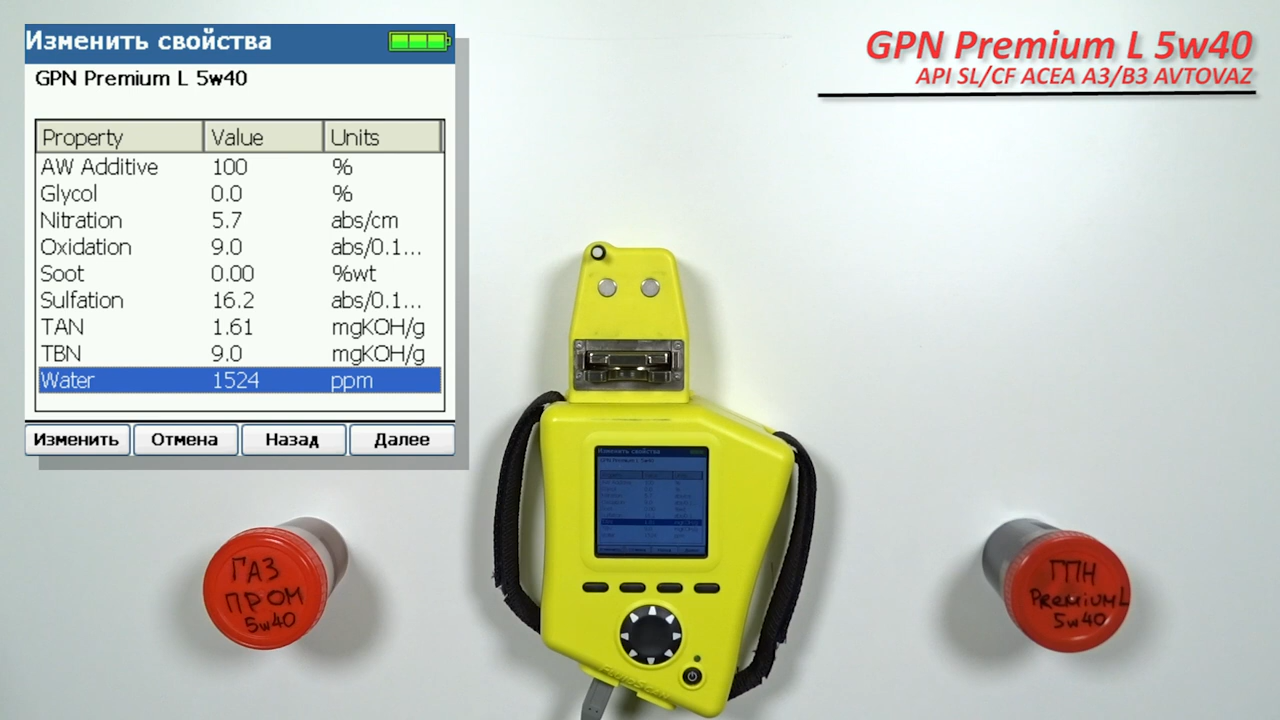 Изменить свойства
GPN Premium L 5w40
Property Value Units
AW Additive 100 %
Glycol 0.0 %
Nitration 5.7 abs/cm
Oxidation 9.0 abs/0.1...
Soot 0.00 %wt
Sulfation 16.2 abs/0.1...
TAN 1.61 mgKOH/g
TBN 9.0 mgKOH/g
Water 1524 ppm
Изменить Отмена Назад Далее
GPN Premium L 5w40
API SL/CF ACEA A3/B3 AVTOVAZ
Изменить свойства
ГАЗ
ПРОМ
5w40
ГПН
Premium L
5w40